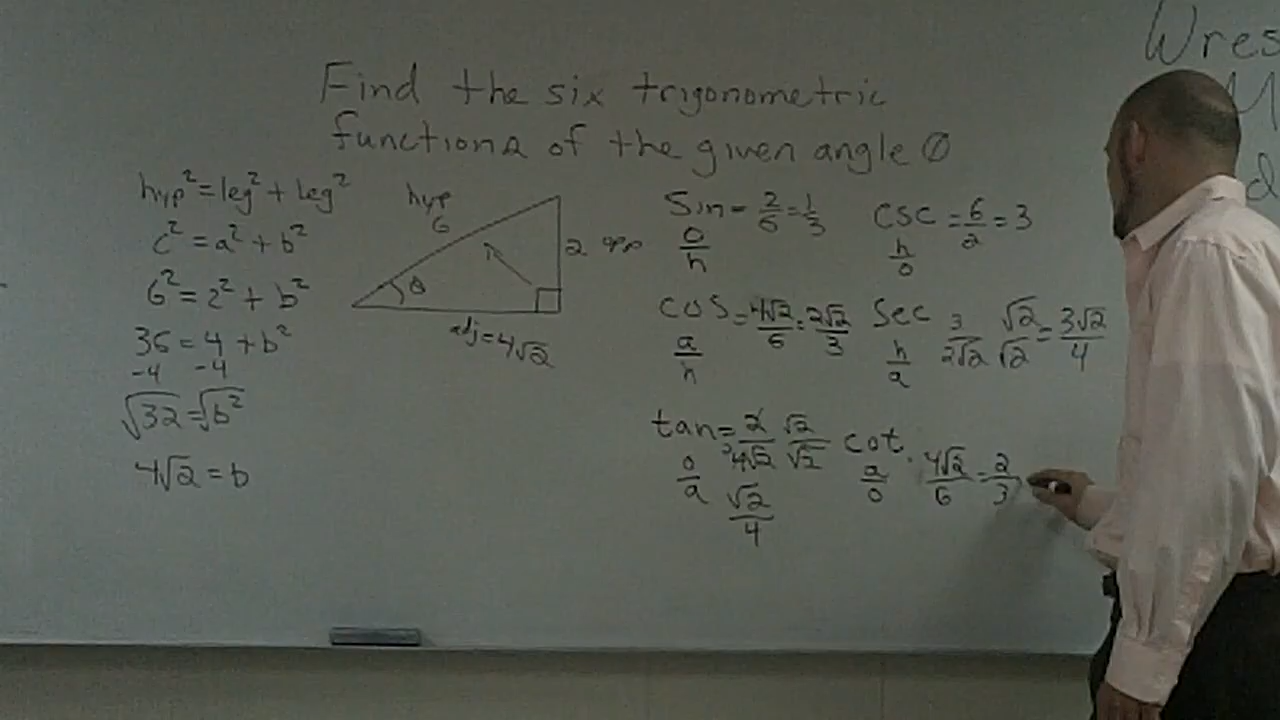 Find the six trigonometric
functions of the given angle θ
hyp² = leg² + leg²
c² = a² + b²
6² = 2² + b²
36 = 4 + b²
-4 -4
√32 = √b²
4√2 = b
hyp
6
θ
2 opp
adj = 4√2
Sin = 2/6 = 1/3
o/h
csc = 6/2 = 3
h/o
cos = 4√2/6 = 2√2/3
a/h
Sec 3/2√2 √2/√2 = 3√2/4
h/a
tan = 2/4√2 √2/√2
o/a
√2/4
cot 4√2/6 = 2/3
a/o
Wres